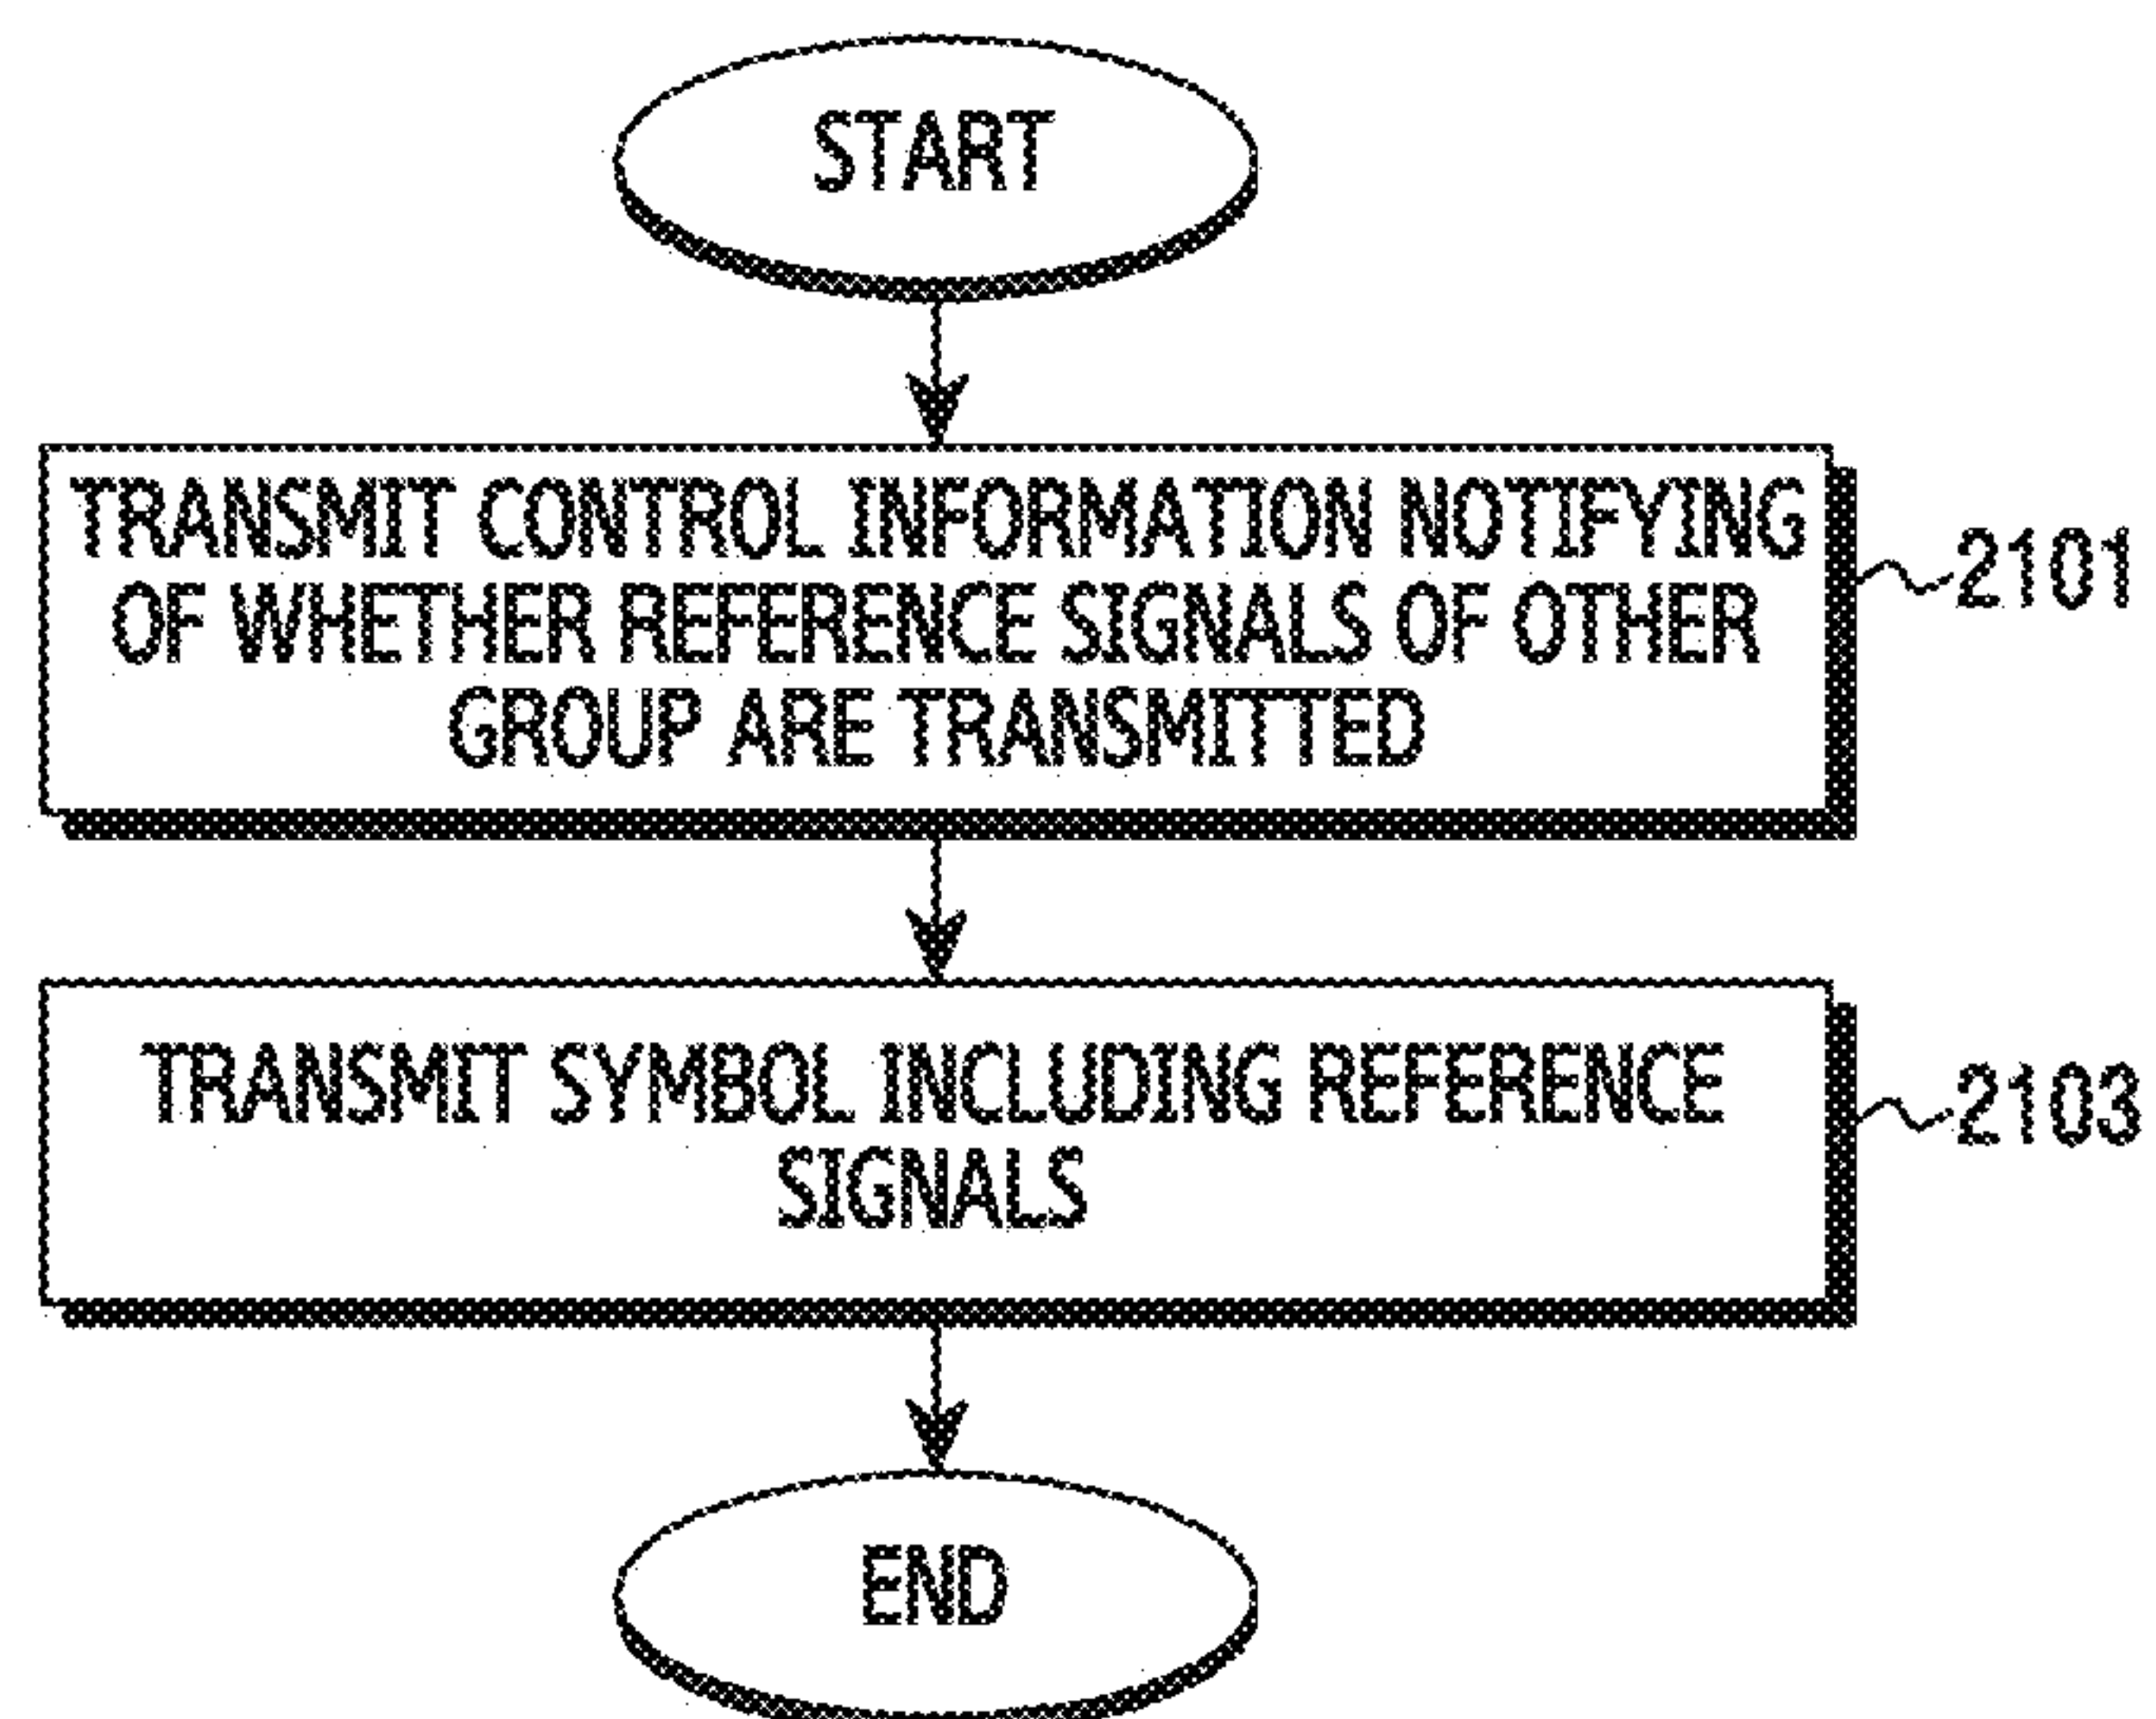 START
TRANSMIT CONTROL INFORMATION NOTIFYING
OF WHETHER REFERENCE SIGNALS OF OTHER
GROUP ARE TRANSMITTED
2101
TRANSMIT SYMBOL INCLUDING REFERENCE
SIGNALS
2103
END